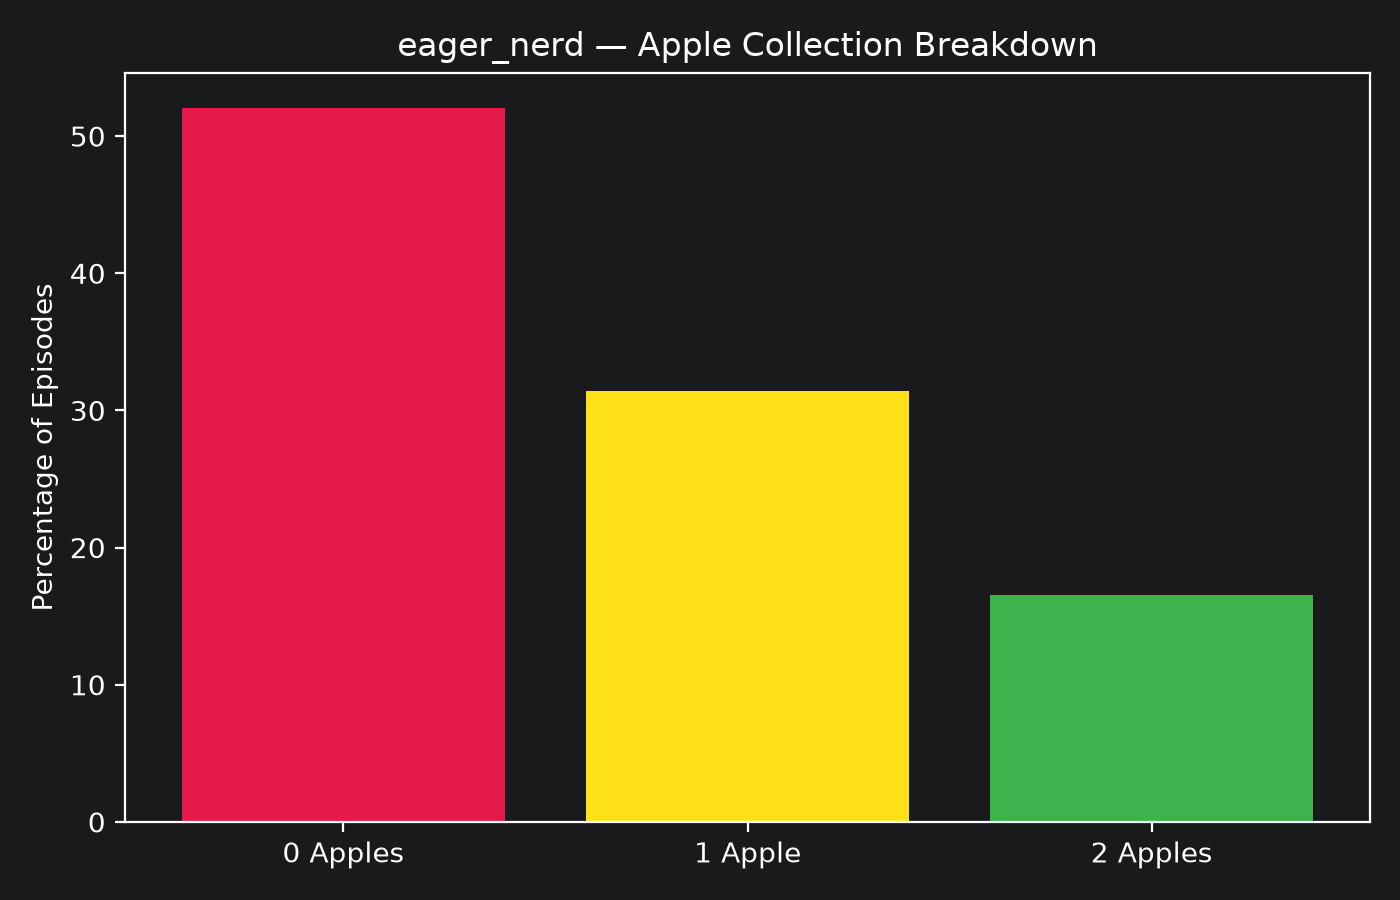 eager_nerd — Apple Collection Breakdown
Percentage of Episodes
50
40
30
20
10
0
0 Apples
1 Apple
2 Apples